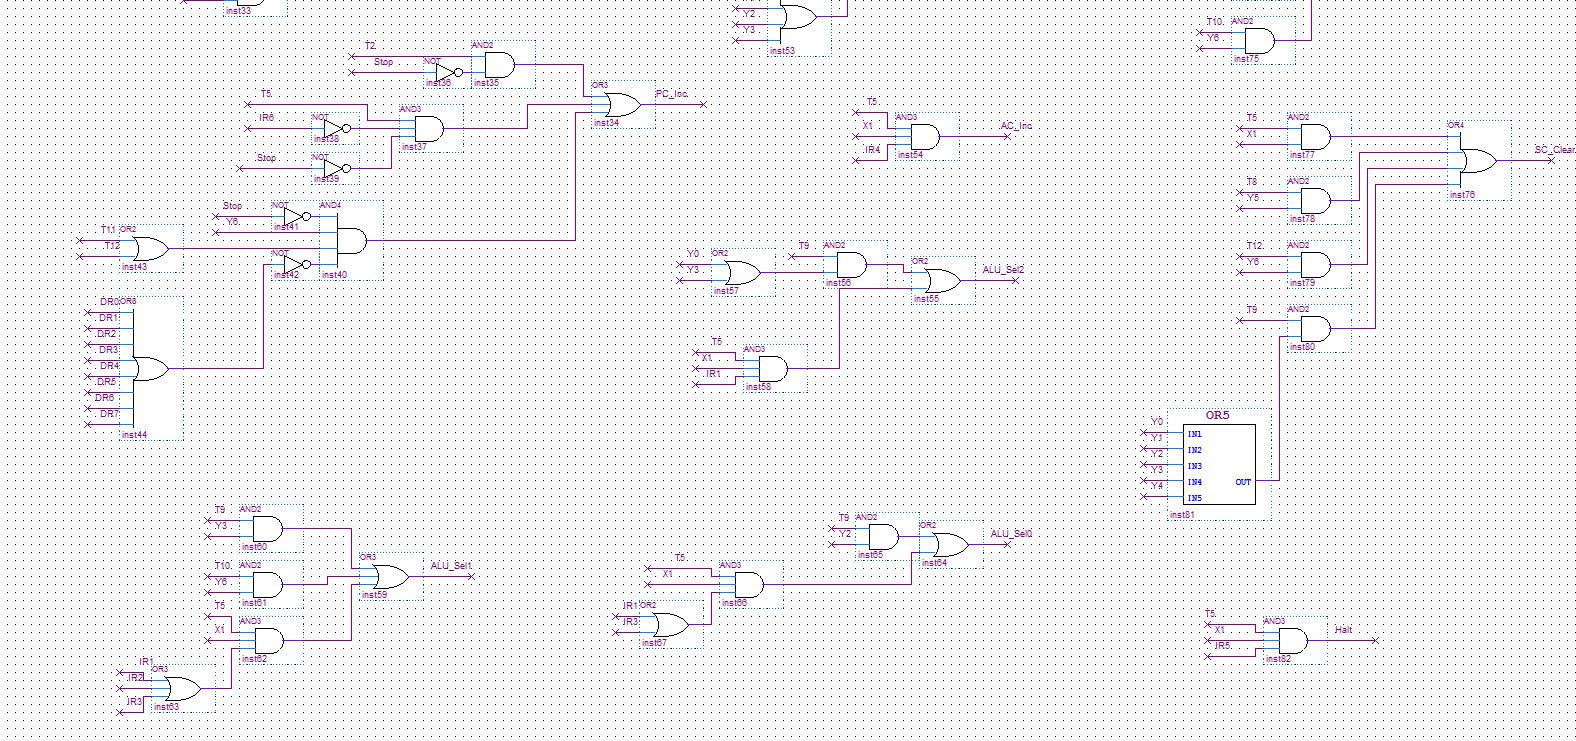 inst33
Y2
Y3
inst53
T10
AND2
Y6
inst75
T2
AND2
Stop
NOT
inst36
inst35
OR3
PC_Inc
inst34
T5
IR6
NOT
inst38
AND3
inst37
Stop
NOT
inst39
T5
AND3
X1
IR4
inst54
AC_Inc
T5
AND2
X1
inst77
OR4
SC_Clear
inst76
T8
AND2
Y5
inst78
Stop
NOT
AND4
Y6
inst41
T11
OR2
T12
inst43
NOT
inst42
inst40
Y0
OR2
Y3
inst57
T9
AND2
inst56
OR2
ALU_Sel2
inst55
T12
AND2
Y6
inst79
DR0
OR8
DR1
DR2
DR3
DR4
DR5
DR6
DR7
inst44
T9
AND2
inst80
T5
AND3
X1
IR1
inst58
OR5
Y0
IN1
Y1
IN2
Y2
IN3
Y3
IN4
OUT
Y4
IN5
inst81
T9
AND2
Y3
inst60
OR3
ALU_Sel1
inst59
T10
AND2
Y6
inst61
T5
AND3
X1
inst62
IR1
OR3
IR2
IR3
inst63
T9
AND2
Y2
inst65
OR2
ALU_Sel0
inst64
T5
AND3
X1
inst66
IR1
OR2
IR3
inst67
T5
AND3
X1
IR5
inst82
Halt